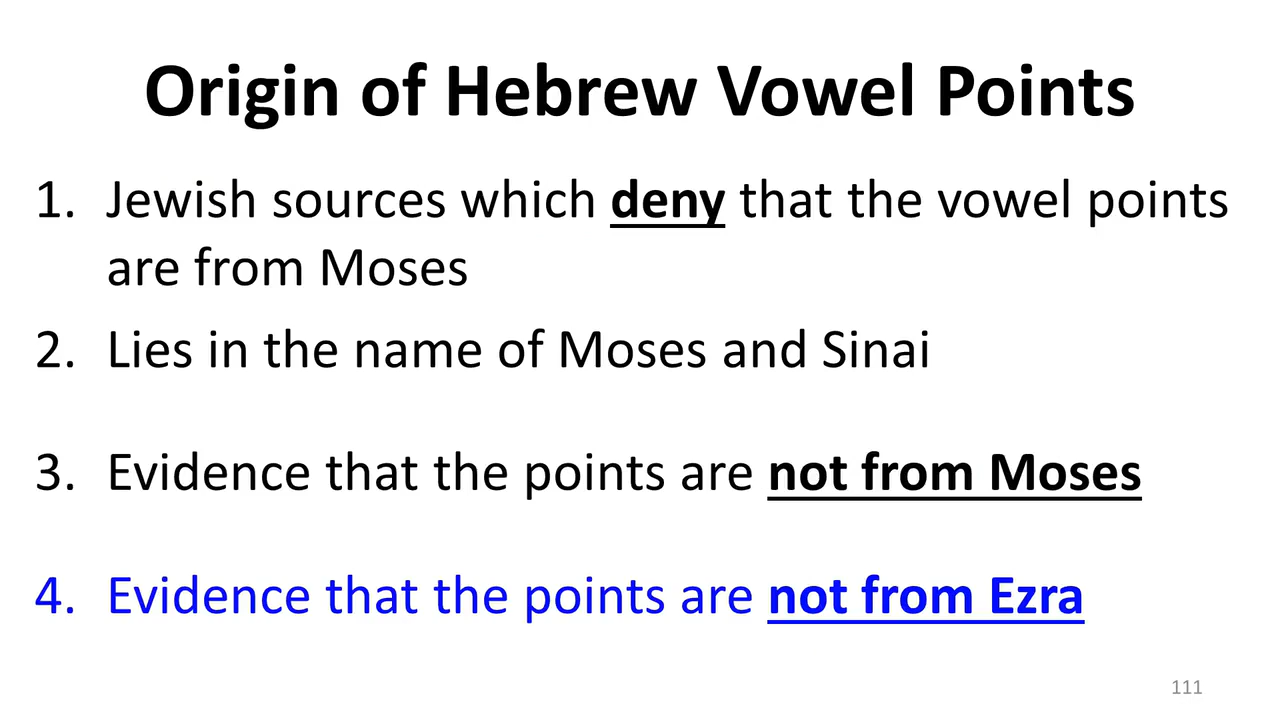 Origin of Hebrew Vowel Points
1. Jewish sources which deny that the vowel points
are from Moses
2. Lies in the name of Moses and Sinai
3. Evidence that the points are not from Moses
4. Evidence that the points are not from Ezra
111